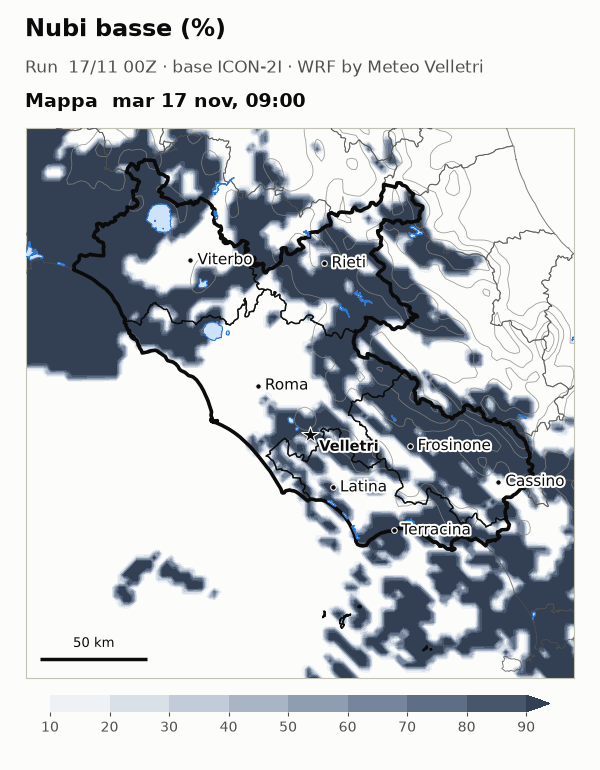 Nubi basse (%)
Run  17/11 00Z · base ICON-2I · WRF by Meteo Velletri
Mappa  mar 17 nov, 09:00
Viterbo
Rieti
Roma
Velletri
Frosinone
Cassino
Latina
Terracina
50 km
10 20 30 40 50 60 70 80 90